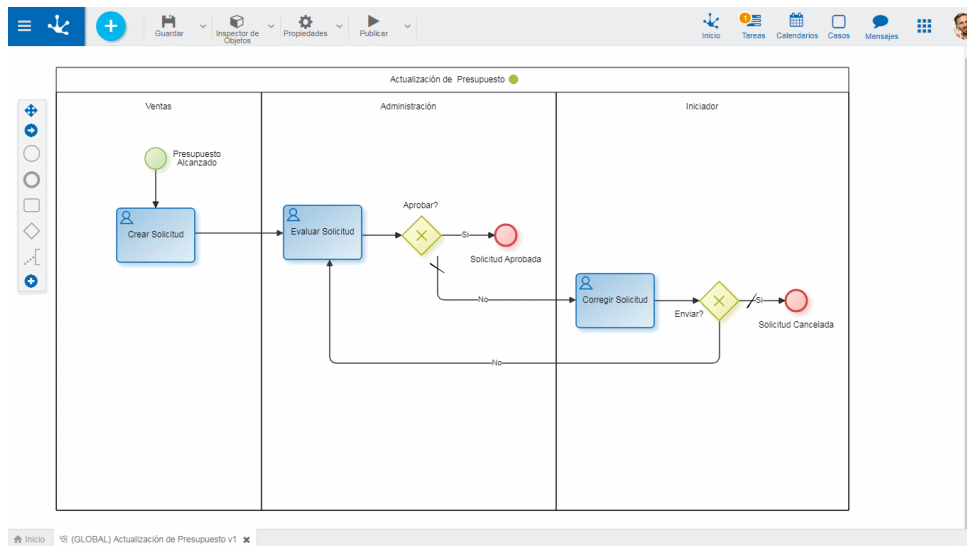 Guardar
Inspector de
Objetos
Propiedades
Publicar
Inicio
1
Tareas
Calendarios
Casos
Mensajes
Actualización de Presupuesto
Ventas
Administración
Iniciador
Presupuesto
Alcanzado
Crear Solicitud
Evaluar Solicitud
Aprobar?
Si
Solicitud Aprobada
No
Corregir Solicitud
Enviar?
Si
Solicitud Cancelada
No
Inicio
(GLOBAL) Actualización de Presupuesto v1